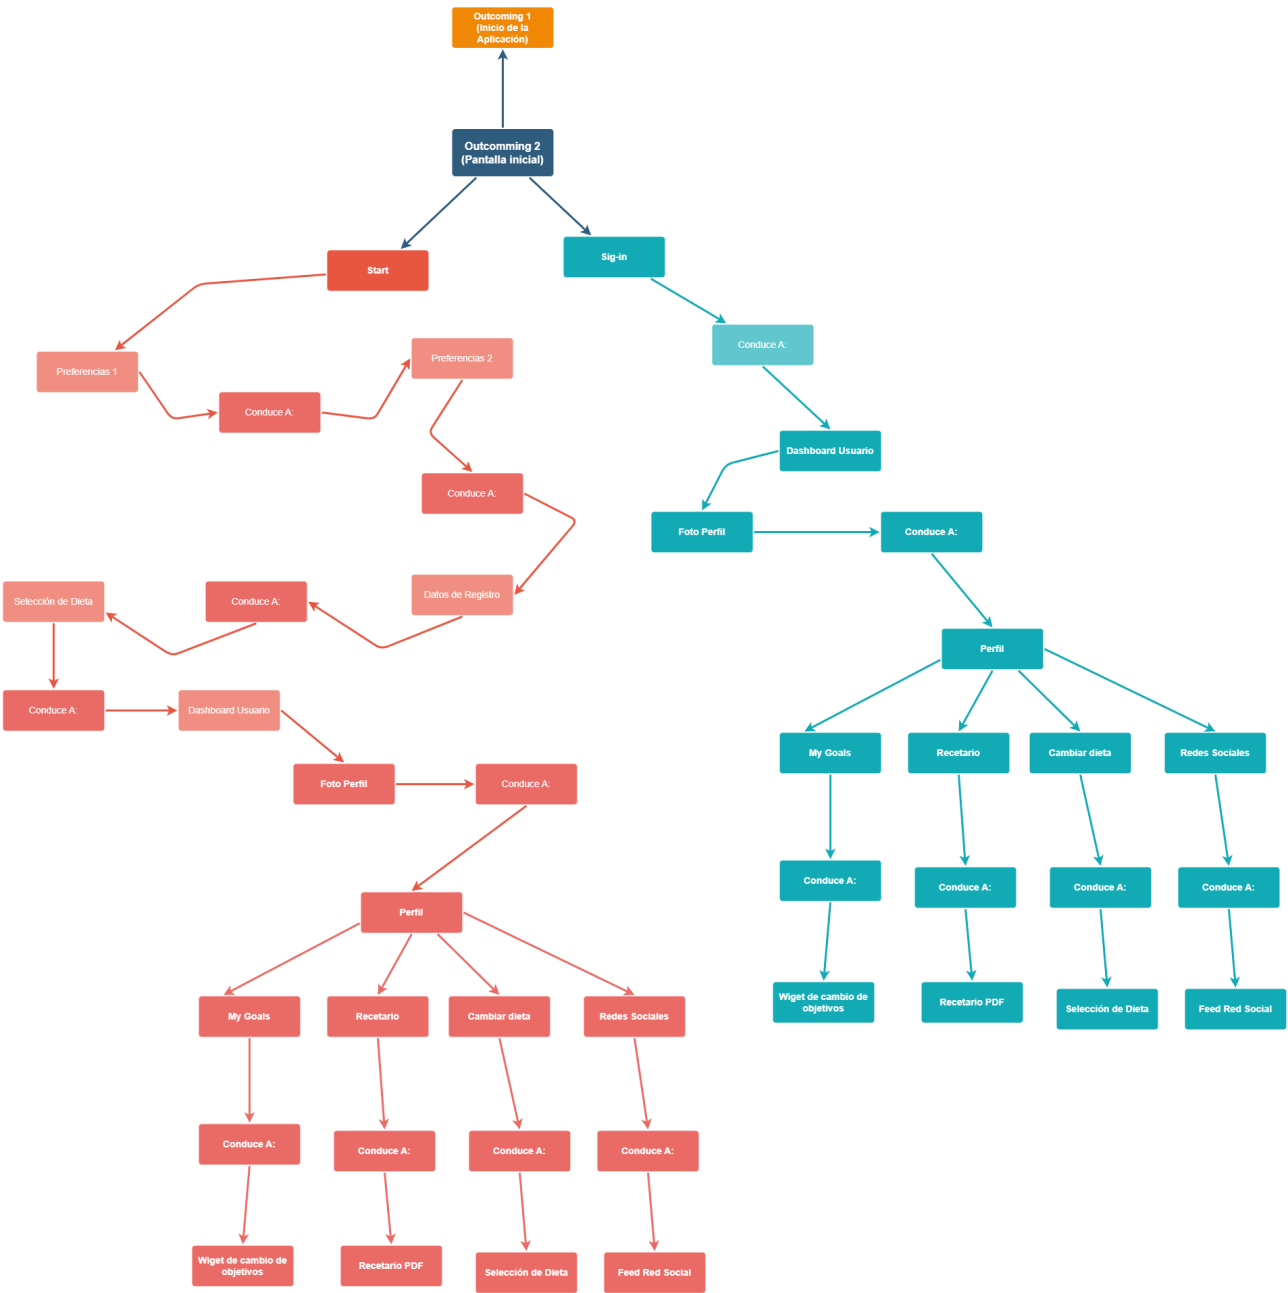 Outcoming 1
(Inicio de la
Aplicación)
Outcomming 2
(Pantalla inicial)
Start
Sig-in
Conduce A:
Preferencias 1
Preferencias 2
Conduce A:
Dashboard Usuario
Conduce A:
Foto Perfil
Conduce A:
Selección de Dieta
Conduce A:
Datos de Registro
Perfil
Conduce A:
Dashboard Usuario
My Goals
Recetario
Cambiar dieta
Redes Sociales
Foto Perfil
Conduce A:
Conduce A:
Conduce A:
Conduce A:
Conduce A:
Perfil
Wiget de cambio de
objetivos
Recetario PDF
Selección de Dieta
Feed Red Social
My Goals
Recetario
Cambiar dieta
Redes Sociales
Conduce A:
Conduce A:
Conduce A:
Conduce A:
Wiget de cambio de
objetivos
Recetario PDF
Selección de Dieta
Feed Red Social